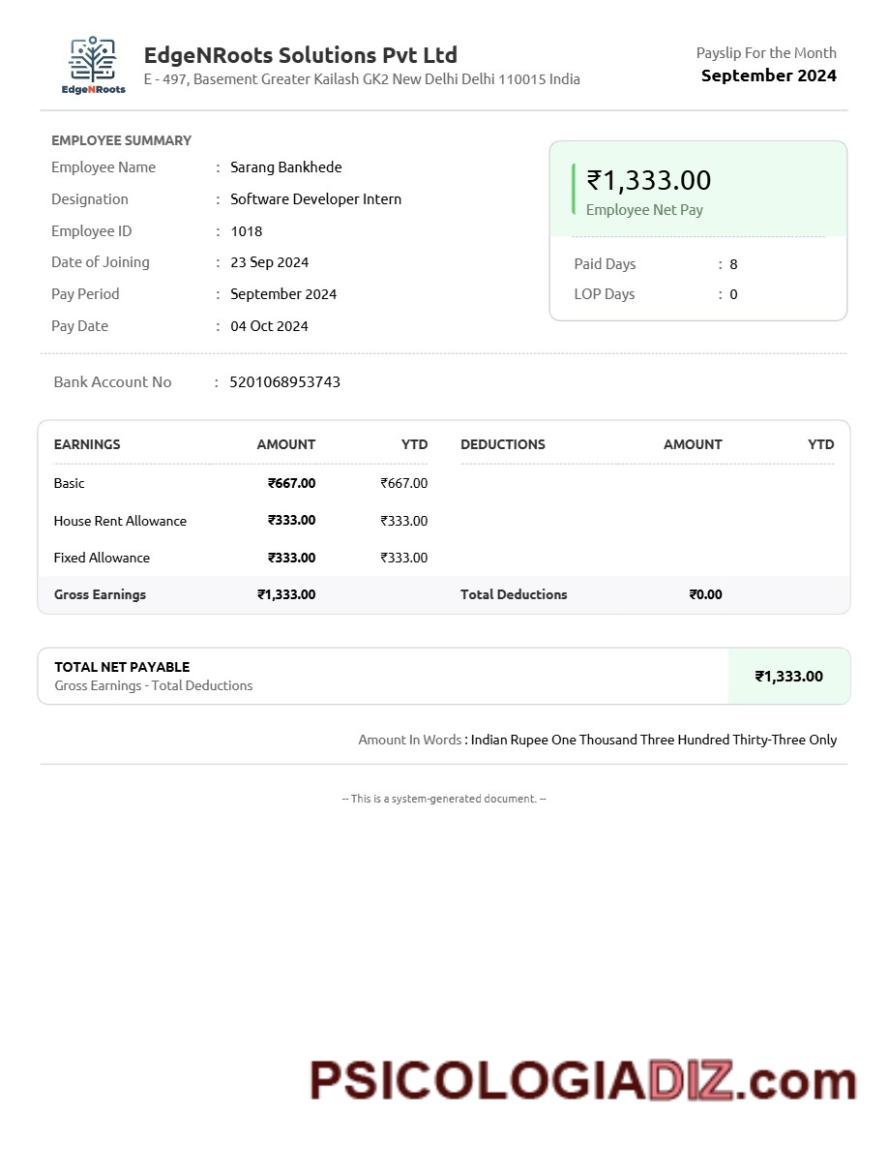 EdgeNRoots
EdgeNRoots Solutions Pvt Ltd
E - 497, Basement Greater Kailash GK2 New Delhi Delhi 110015 India
Payslip For the Month
September 2024
EMPLOYEE SUMMARY
Employee Name : Sarang Bankhede
Designation : Software Developer Intern
Employee ID : 1018
Date of Joining : 23 Sep 2024
Pay Period : September 2024
Pay Date : 04 Oct 2024
₹1,333.00
Employee Net Pay
Paid Days : 8
LOP Days : 0
Bank Account No : 5201068953743
EARNINGS AMOUNT YTD DEDUCTIONS AMOUNT YTD
Basic ₹667.00 ₹667.00
House Rent Allowance ₹333.00 ₹333.00
Fixed Allowance ₹333.00 ₹333.00
Gross Earnings ₹1,333.00 Total Deductions ₹0.00
TOTAL NET PAYABLE
Gross Earnings - Total Deductions
₹1,333.00
Amount In Words : Indian Rupee One Thousand Three Hundred Thirty-Three Only
-- This is a system-generated document. --
PSICOLOGIADIZ.com